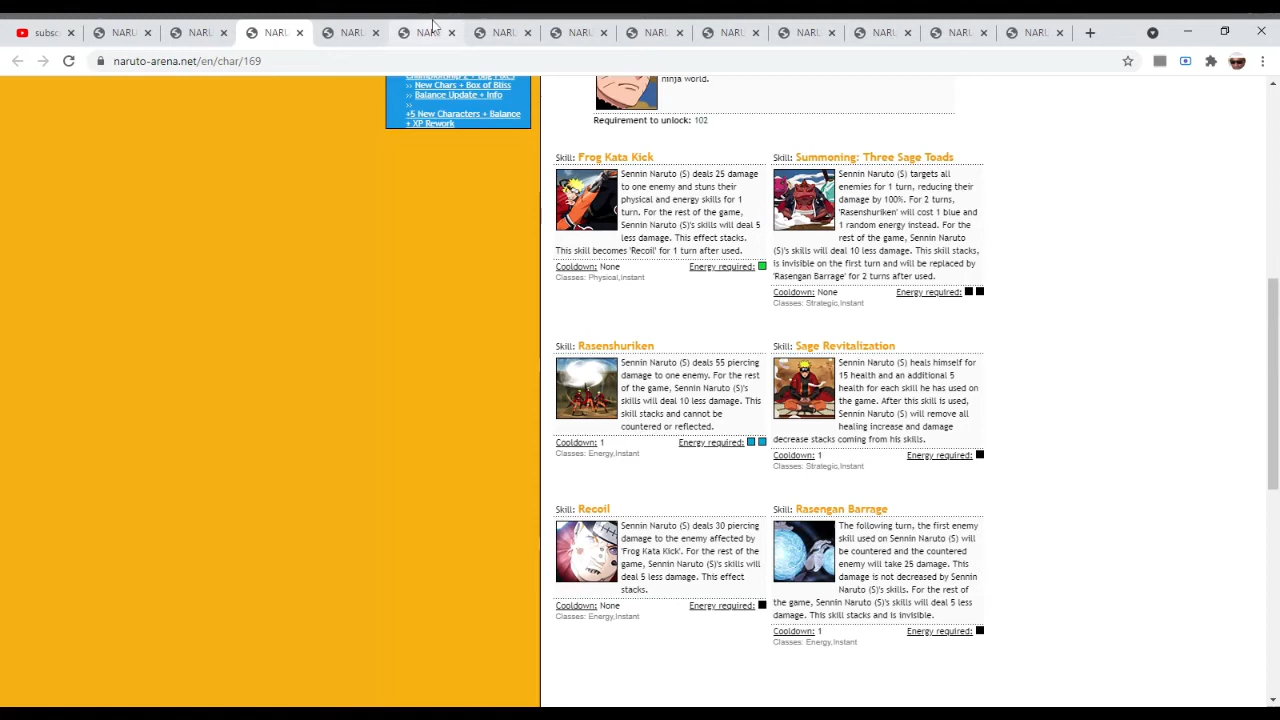 subsc
NARU
NARU
NARU
NARU
NARU
NARU
NARU
NARU
NARU
NARU
NARU
NARU
NARU
naruto-arena.net/en/char/169
>> New Chars + Box of Bliss
>> Balance Update + Info
>>
+5 New Characters + Balance
+ XP Rework
ninja world.
Requirement to unlock: 102
Skill: Frog Kata Kick
Sennin Naruto (S) deals 25 damage
to one enemy and stuns their
physical and energy skills for 1
turn. For the rest of the game,
Sennin Naruto (S)'s skills will deal 5
less damage. This effect stacks.
This skill becomes 'Recoil' for 1 turn after used.
Cooldown: None Energy required:
Classes: Physical,Instant
Skill: Summoning: Three Sage Toads
Sennin Naruto (S) targets all
enemies for 1 turn, reducing their
damage by 100%. For 2 turns,
'Rasenshuriken' will cost 1 blue and
1 random energy instead. For the
rest of the game, Sennin Naruto
(S)'s skills will deal 10 less damage. This skill stacks,
is invisible on the first turn and will be replaced by
'Rasengan Barrage' for 2 turns after used.
Cooldown: None Energy required:
Classes: Strategic,Instant
Skill: Rasenshuriken
Sennin Naruto (S) deals 55 piercing
damage to one enemy. For the rest
of the game, Sennin Naruto (S)'s
skills will deal 10 less damage. This
skill stacks and cannot be
countered or reflected.
Cooldown: 1 Energy required:
Classes: Energy,Instant
Skill: Sage Revitalization
Sennin Naruto (S) heals himself for
15 health and an additional 5
health for each skill he has used on
the game. After this skill is used,
Sennin Naruto (S) will remove all
healing increase and damage
decrease stacks coming from his skills.
Cooldown: 1 Energy required:
Classes: Strategic,Instant
Skill: Recoil
Sennin Naruto (S) deals 30 piercing
damage to the enemy affected by
'Frog Kata Kick'. For the rest of the
game, Sennin Naruto (S)'s skills will
deal 5 less damage. This effect
stacks.
Cooldown: None Energy required:
Classes: Energy,Instant
Skill: Rasengan Barrage
The following turn, the first enemy
skill used on Sennin Naruto (S) will
be countered and the countered
enemy will take 25 damage. This
damage is not decreased by Sennin
Naruto (S)'s skills. For the rest of
the game, Sennin Naruto (S)'s skills will deal 5 less
damage. This skill stacks and is invisible.
Cooldown: 1 Energy required:
Classes: Energy,Instant